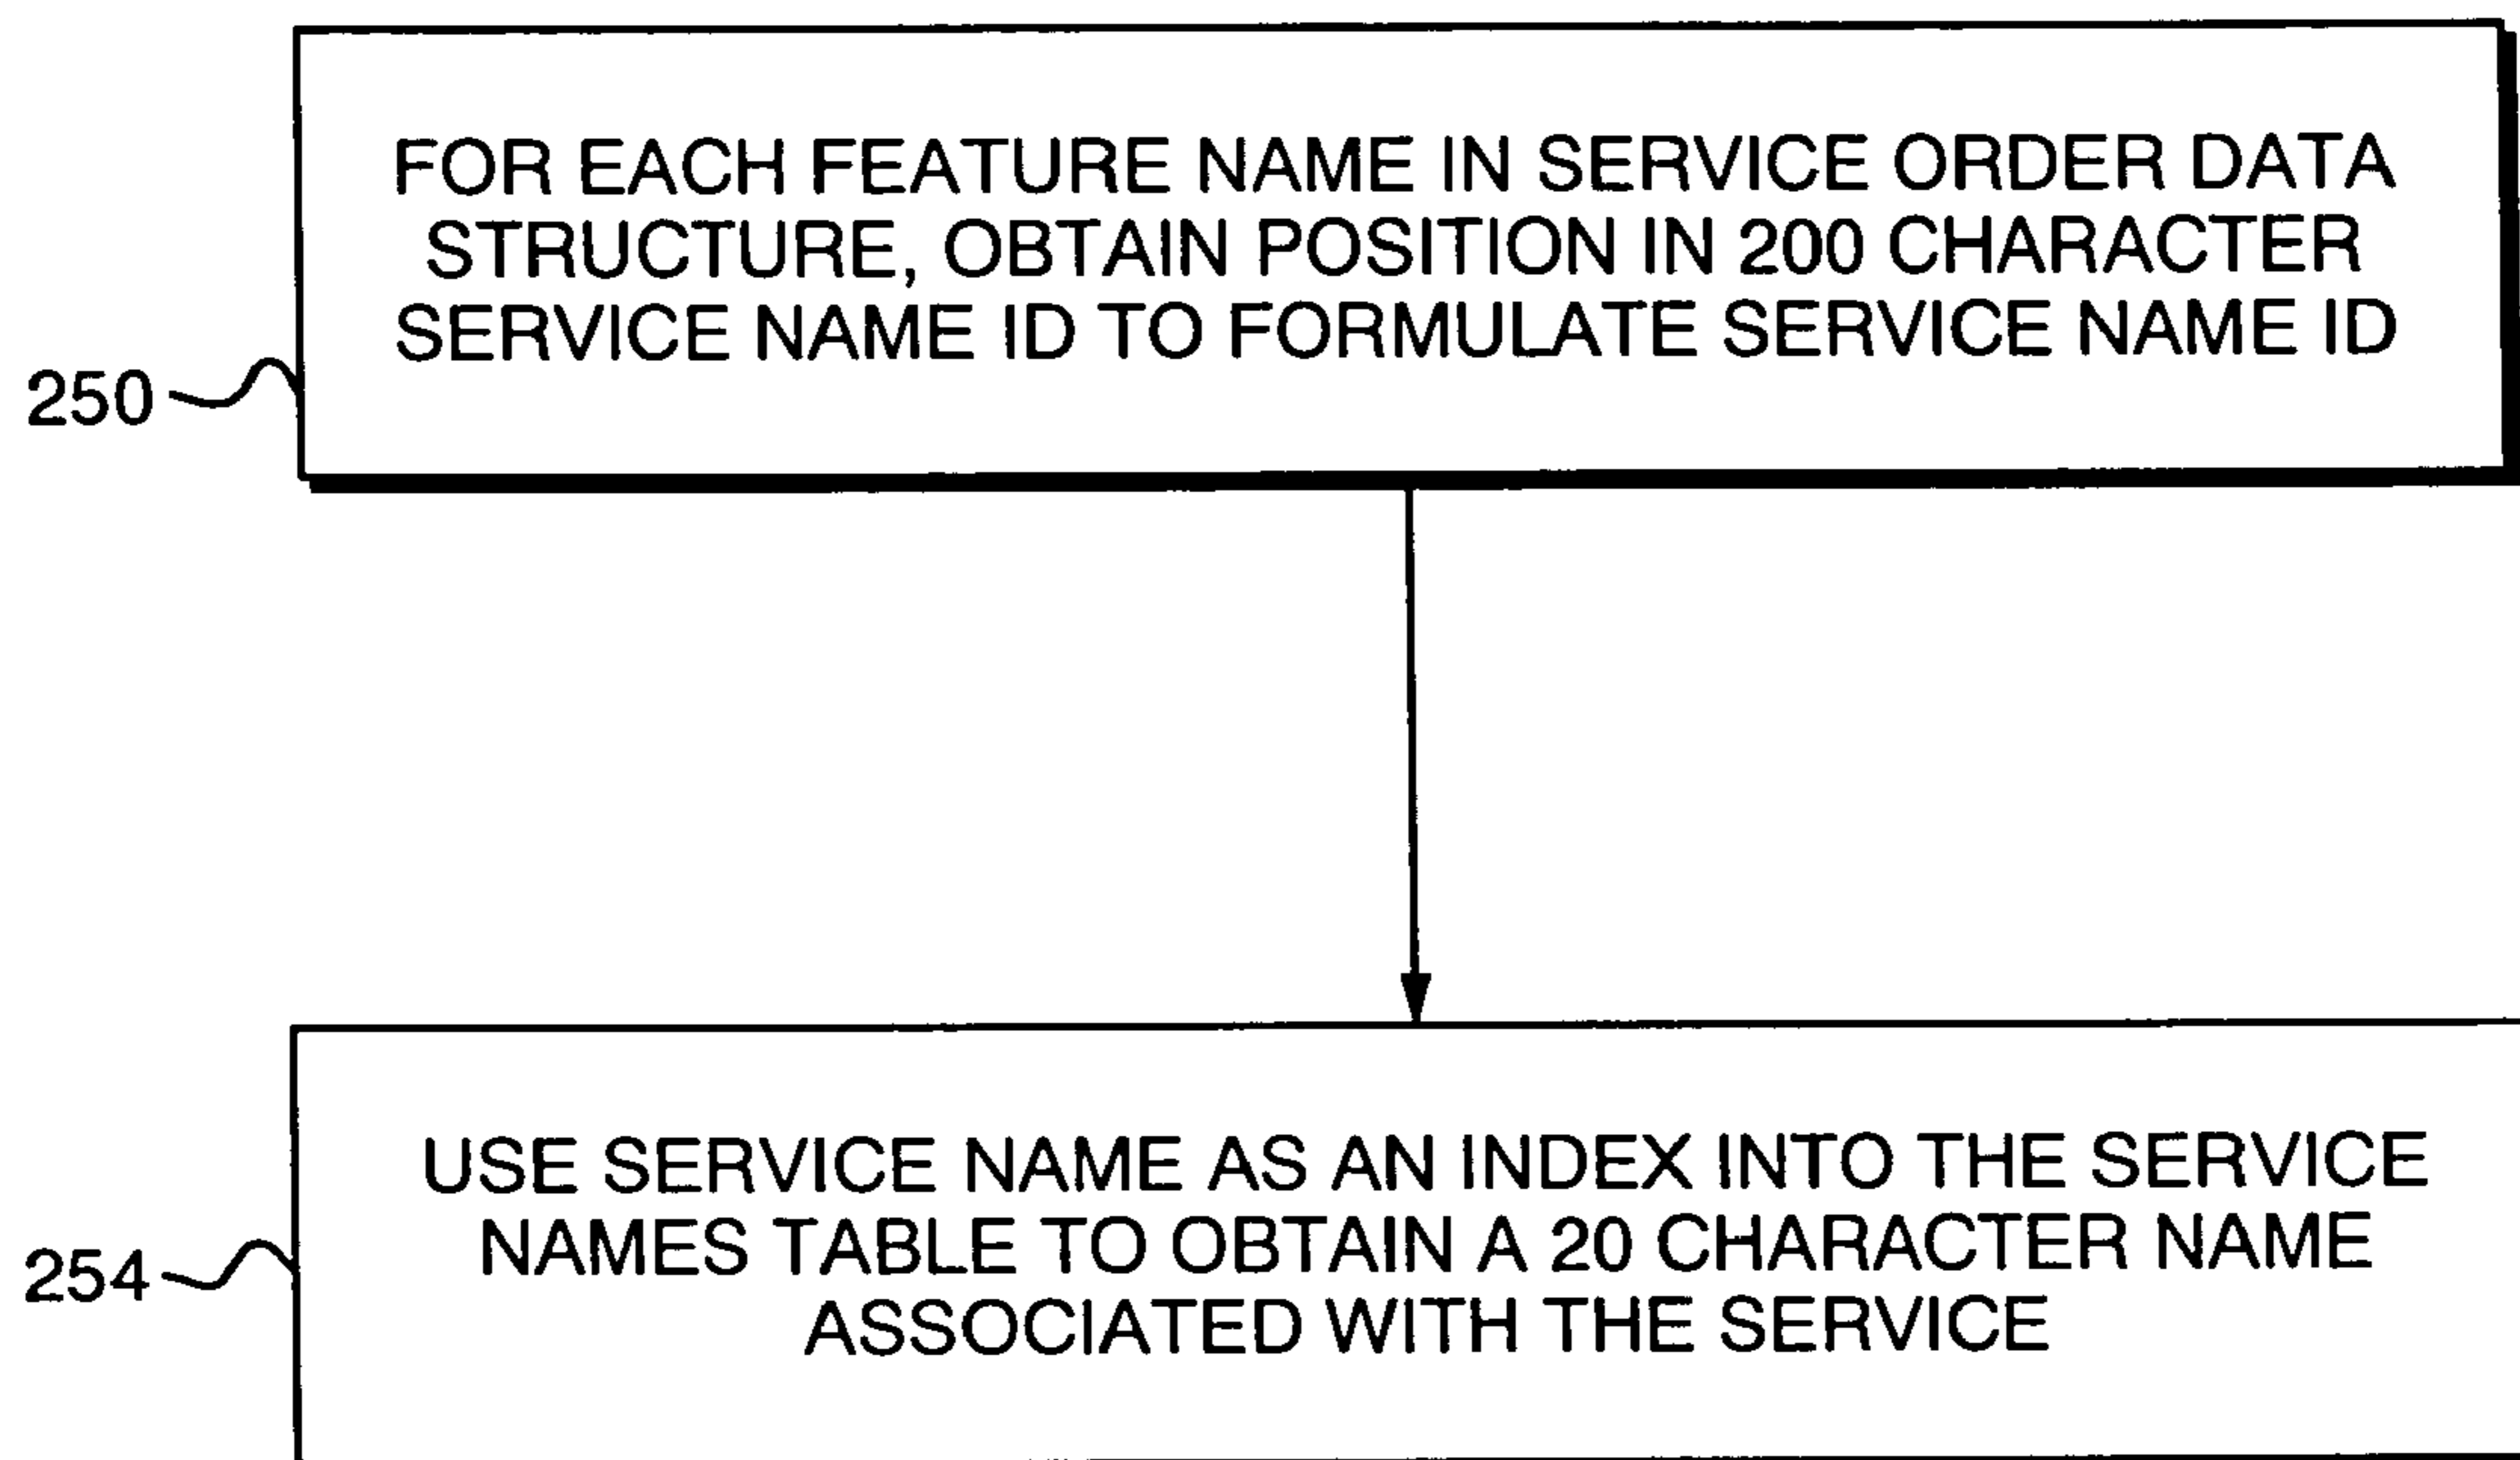 FOR EACH FEATURE NAME IN SERVICE ORDER DATA
STRUCTURE, OBTAIN POSITION IN 200 CHARACTER
SERVICE NAME ID TO FORMULATE SERVICE NAME ID
250
USE SERVICE NAME AS AN INDEX INTO THE SERVICE
NAMES TABLE TO OBTAIN A 20 CHARACTER NAME
254
ASSOCIATED WITH THE SERVICE